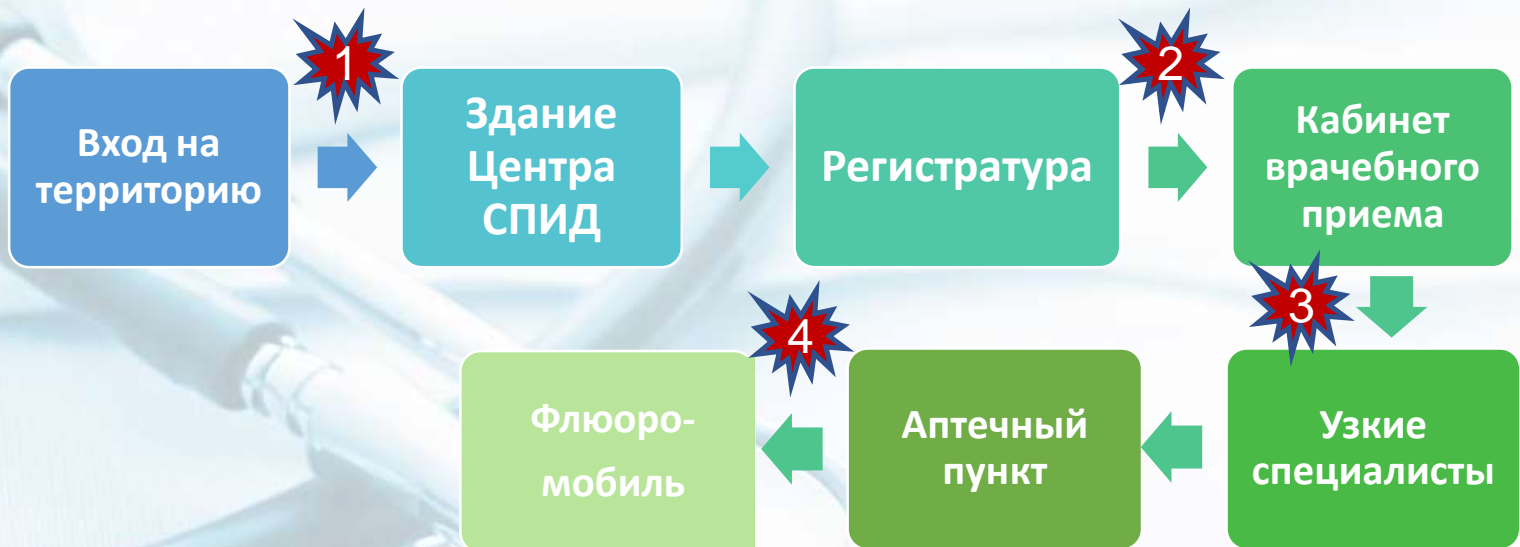 1
Вход на
территорию
Здание
Центра
СПИД
Регистратура
2
Кабинет
врачебного
приема
3
Узкие
специалисты
Аптечный
пункт
4
Флюоро-
мобиль